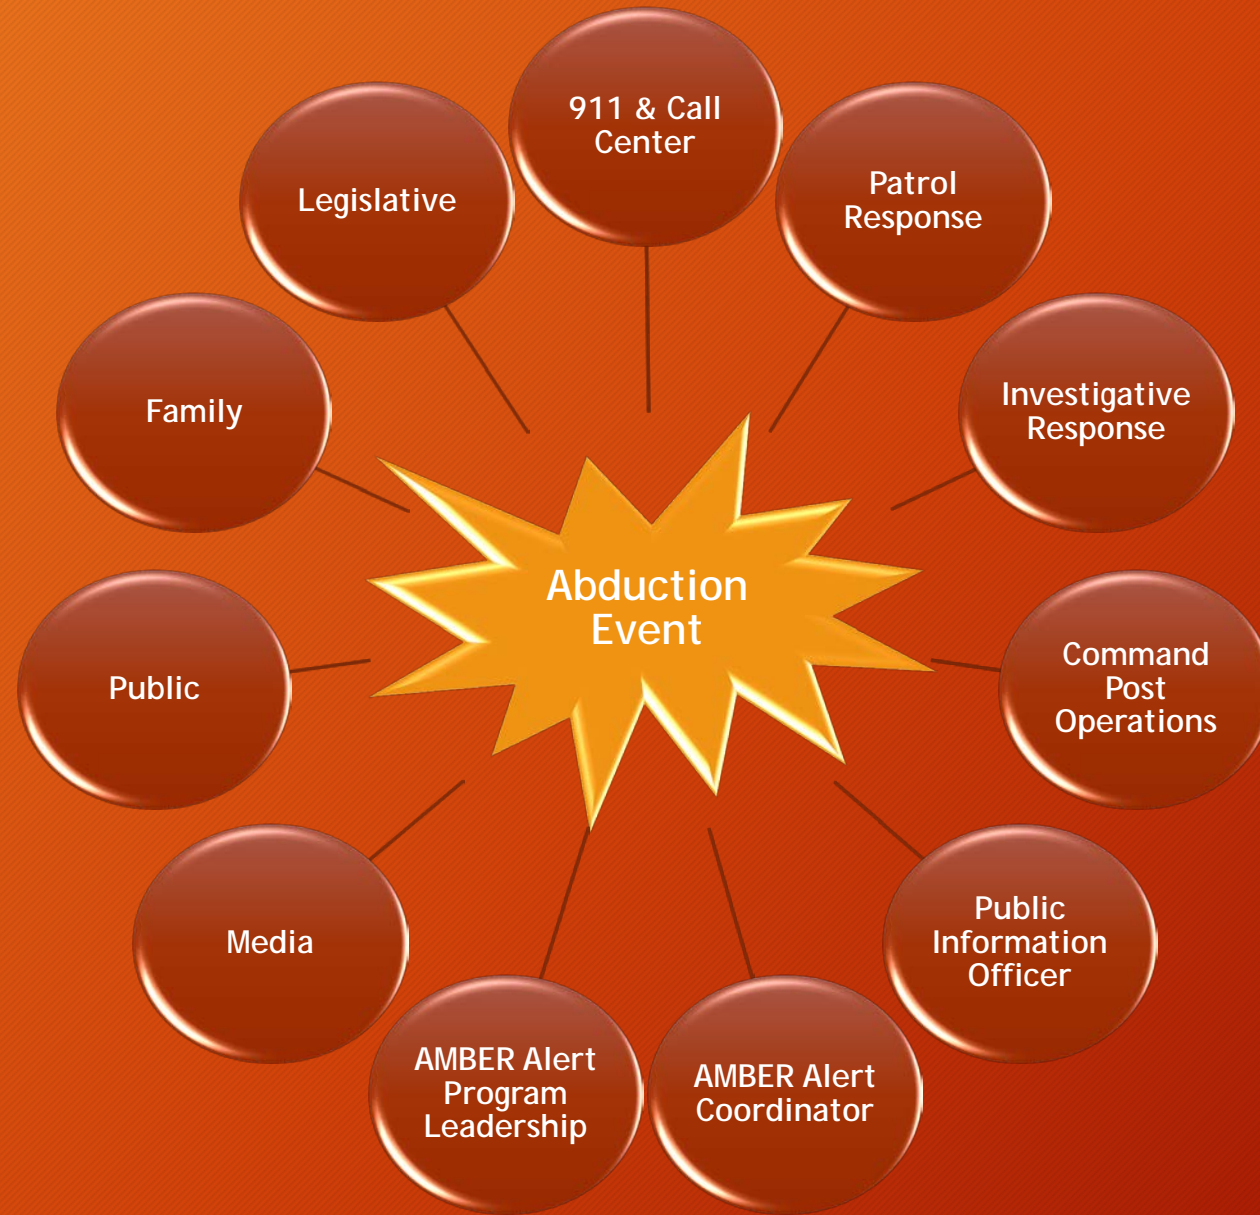 911 & Call
Center
Patrol
Response
Investigative
Response
Command
Post
Operations
Public
Information
Officer
AMBER Alert
Coordinator
AMBER Alert
Program
Leadership
Media
Public
Family
Legislative
Abduction
Event